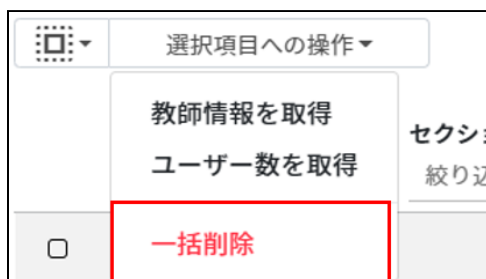 選択項目への操作
教師情報を取得
ユーザー数を取得
セクショ
絞り込
一括削除